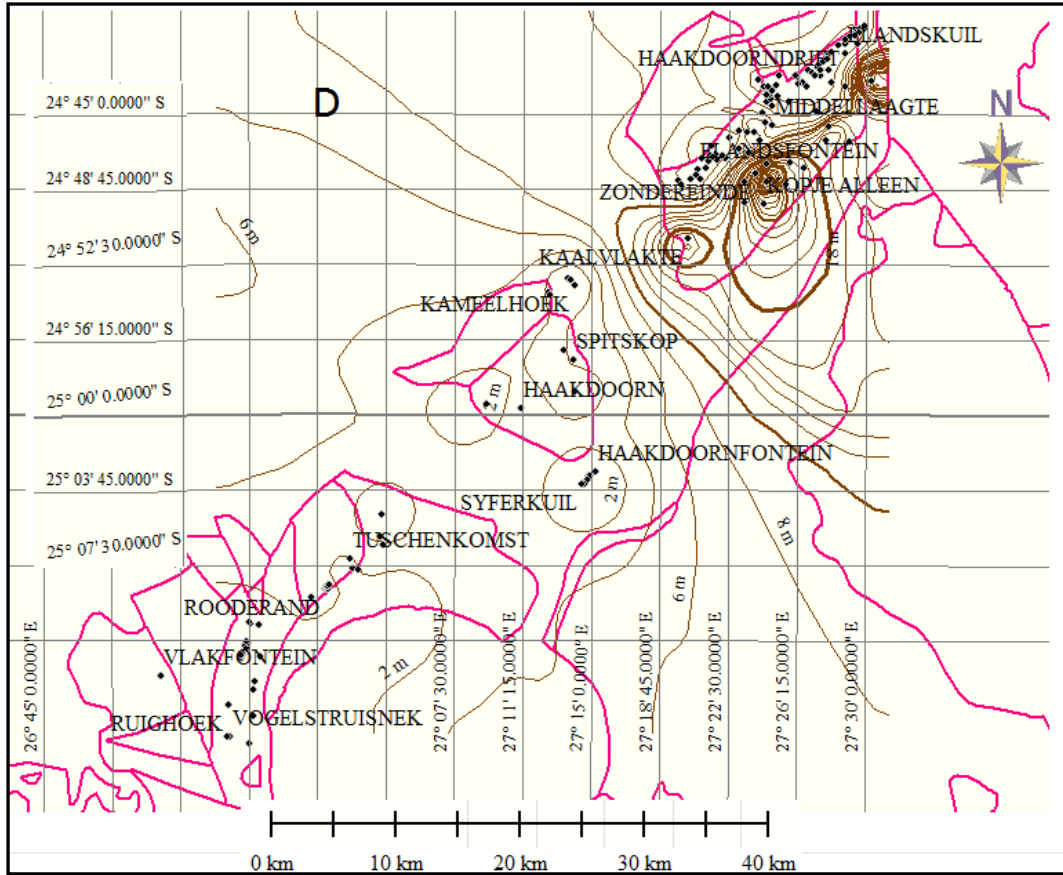 ELANDSKUIL
HAAKDOORNDRIFT
D
N
24° 45' 0.0000" S
MIDDELLAAGTE
ELANDSFONTEIN
24° 48' 45.0000" S
ZONDEREINDE
KOPJE ALLEEN
6 m
24° 52' 30.0000" S
18 m
KAALVLAKTE
KAMEELHOEK
24° 56' 15.0000" S
SPITSKOP
HAAKDOORN
25° 00' 0.0000" S
2 m
HAAKDOORNFONTEIN
25° 03' 45.0000" S
SYFERKUIL
2 m
25° 07' 30.0000" S
TUSCHENKOMST
8 m
6 m
ROODERAND
VLAKFONTEIN
2 m
RUIGHOEK
VOGELSTRUISNEK
26° 45' 0.0000" E
27° 07' 30.0000" E
27° 11' 15.0000" E
27° 15' 0.0000" E
27° 18' 45.0000" E
27° 22' 30.0000" E
27° 26' 15.0000" E
27° 30' 0.0000" E
0 km
10 km
20 km
30 km
40 km